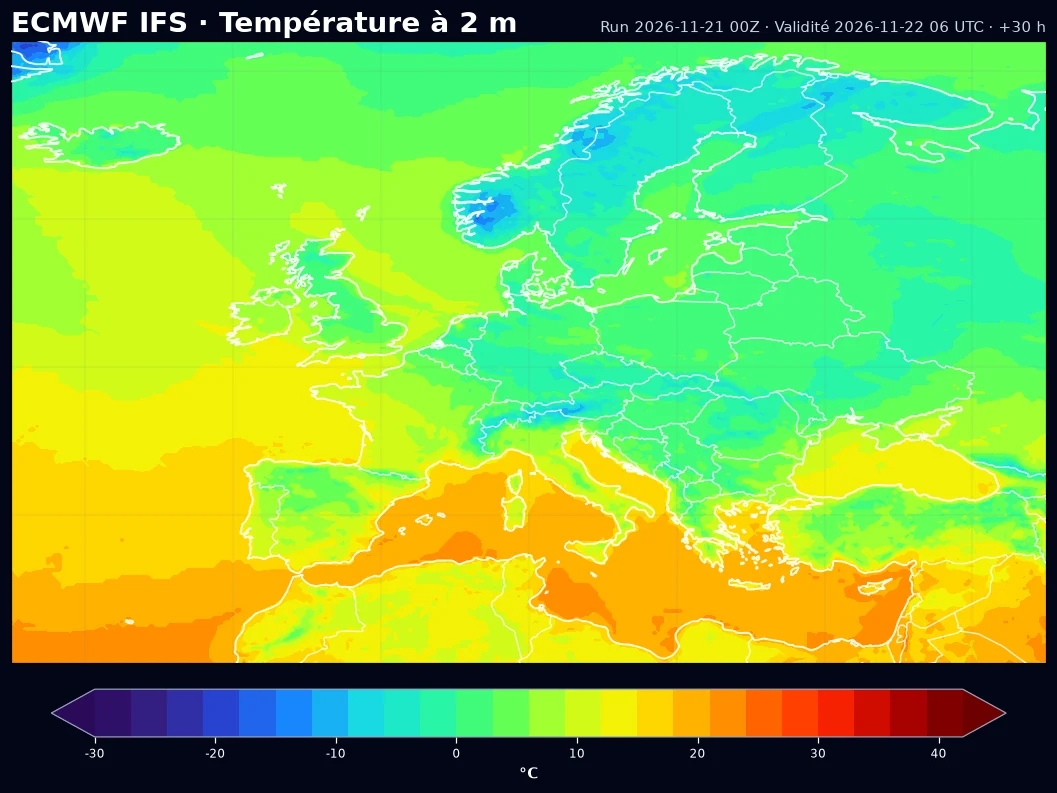 ECMWF IFS · Température à 2 m
Run 2026-11-21 00Z · Validité 2026-11-22 06 UTC · +30 h
-30 -20 -10 0 10 20 30 40
°C